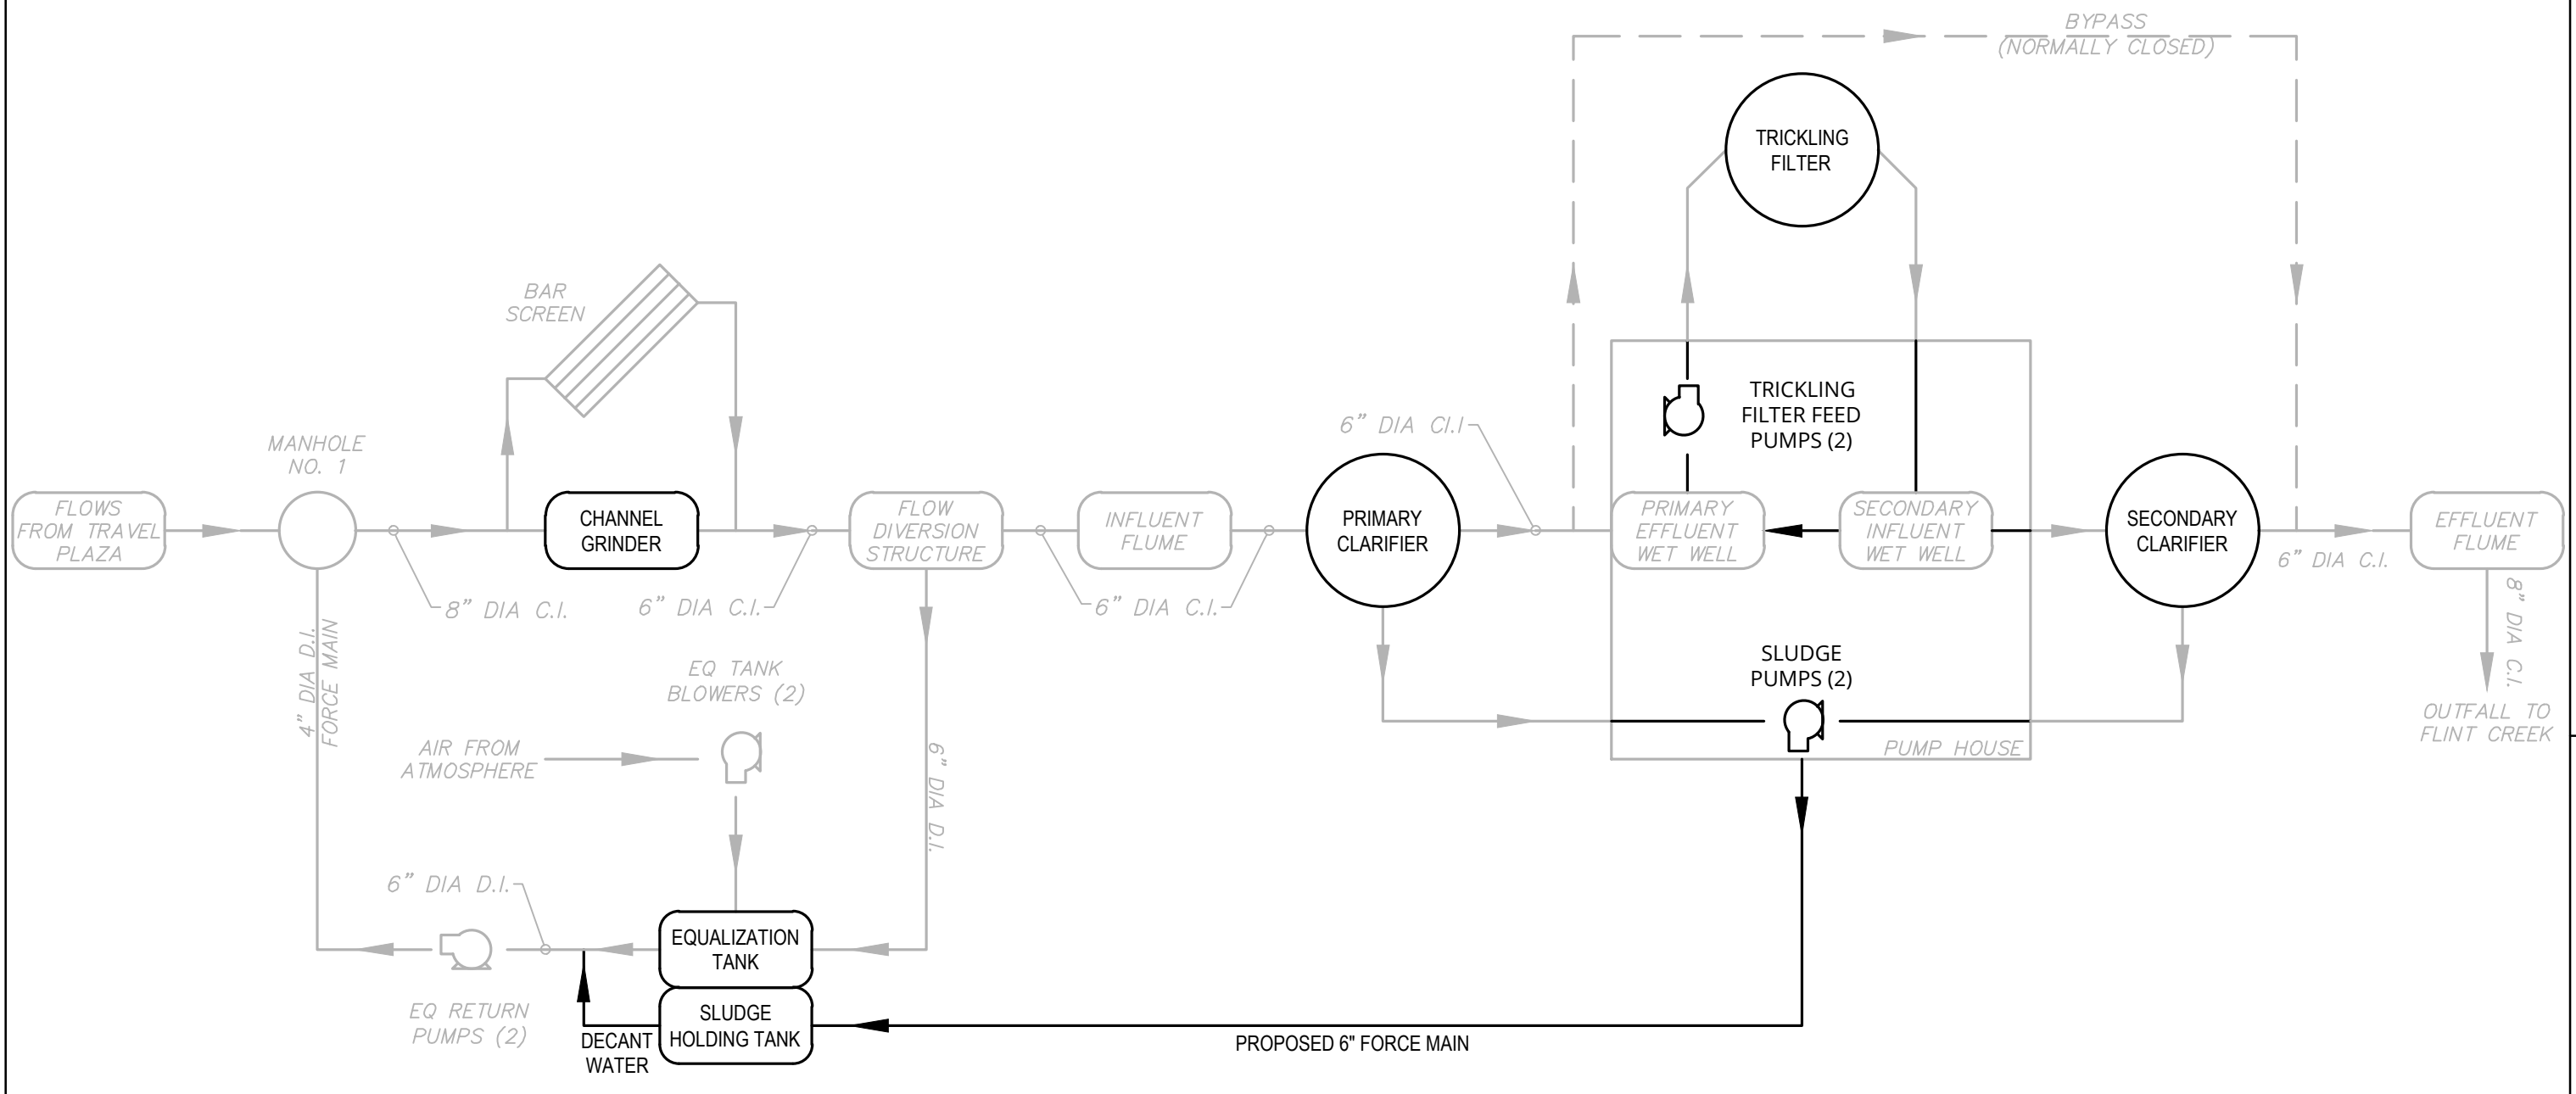 BYPASS
(NORMALLY CLOSED)
TRICKLING
FILTER
BAR
SCREEN
MANHOLE
NO. 1
6” DIA CI.I
TRICKLING
FILTER FEED
PUMPS (2)
FLOWS
FROM TRAVEL
PLAZA
CHANNEL
GRINDER
FLOW
DIVERSION
STRUCTURE
INFLUENT
FLUME
PRIMARY
CLARIFIER
PRIMARY
EFFLUENT
WET WELL
SECONDARY
INFLUENT
WET WELL
SECONDARY
CLARIFIER
EFFLUENT
FLUME
6” DIA C.I.
8” DIA C.I.
6” DIA C.I.
6” DIA C.I.
8” DIA C.I.
4” DIA D.I.
FORCE MAIN
EQ TANK
BLOWERS (2)
SLUDGE
PUMPS (2)
PUMP HOUSE
OUTFALL TO
FLINT CREEK
AIR FROM
ATMOSPHERE
6” DIA D.I.
6” DIA D.I.
EQUALIZATION
TANK
EQ RETURN
PUMPS (2)
SLUDGE
HOLDING TANK
DECANT
WATER
PROPOSED 6" FORCE MAIN